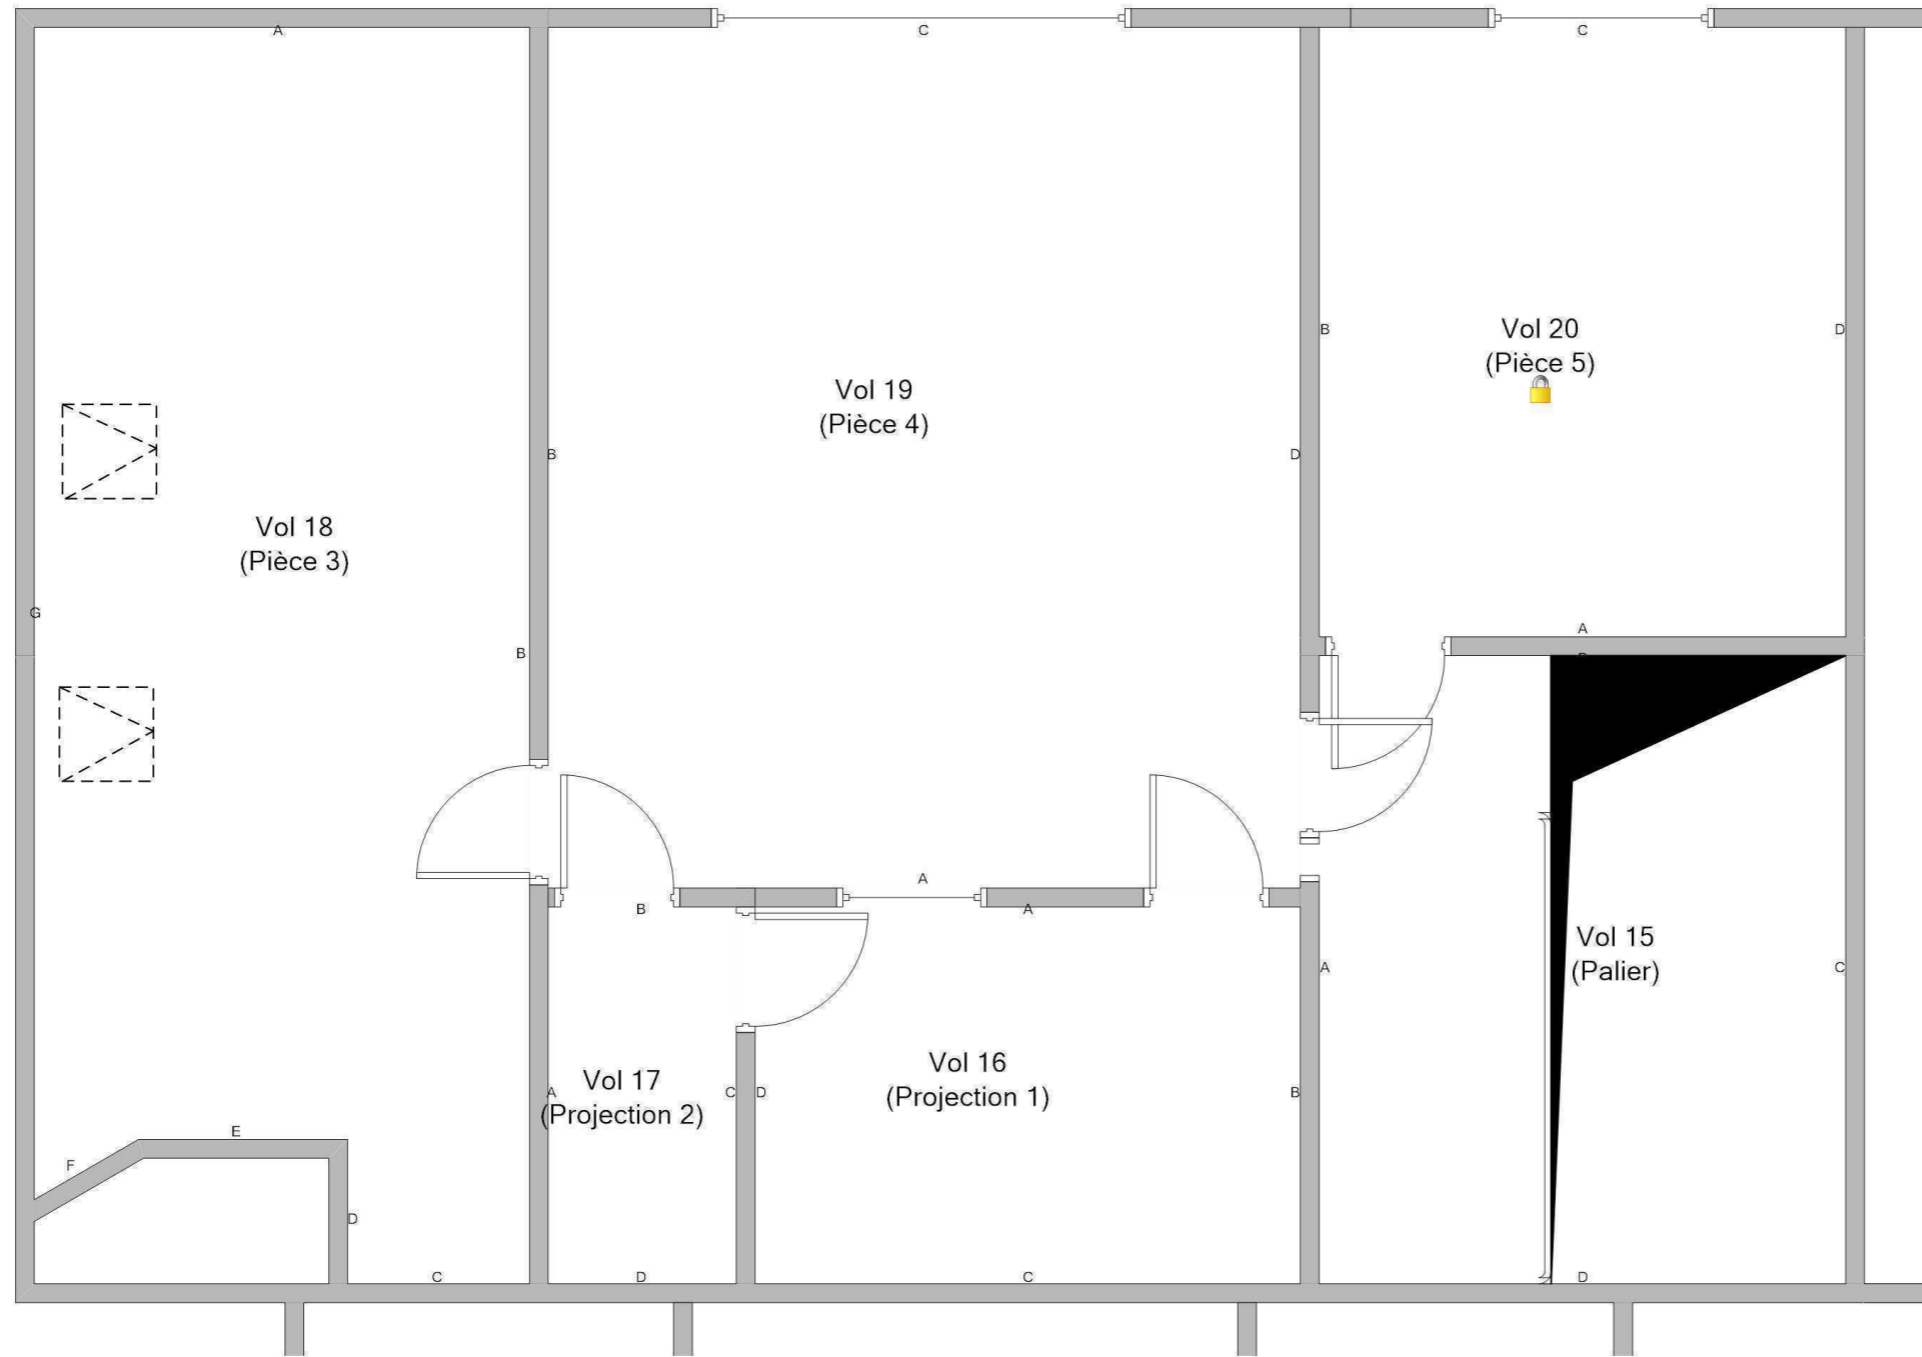 A
C
C
Vol 20
(Pièce 5)
B
D
Vol 19
(Pièce 4)
B
D
Vol 18
(Pièce 3)
G
B
A
A
B
A
Vol 15
(Palier)
A
C
Vol 16
(Projection 1)
Vol 17
(Projection 2)
A
C
D
B
E
F
D
C
D
C
D